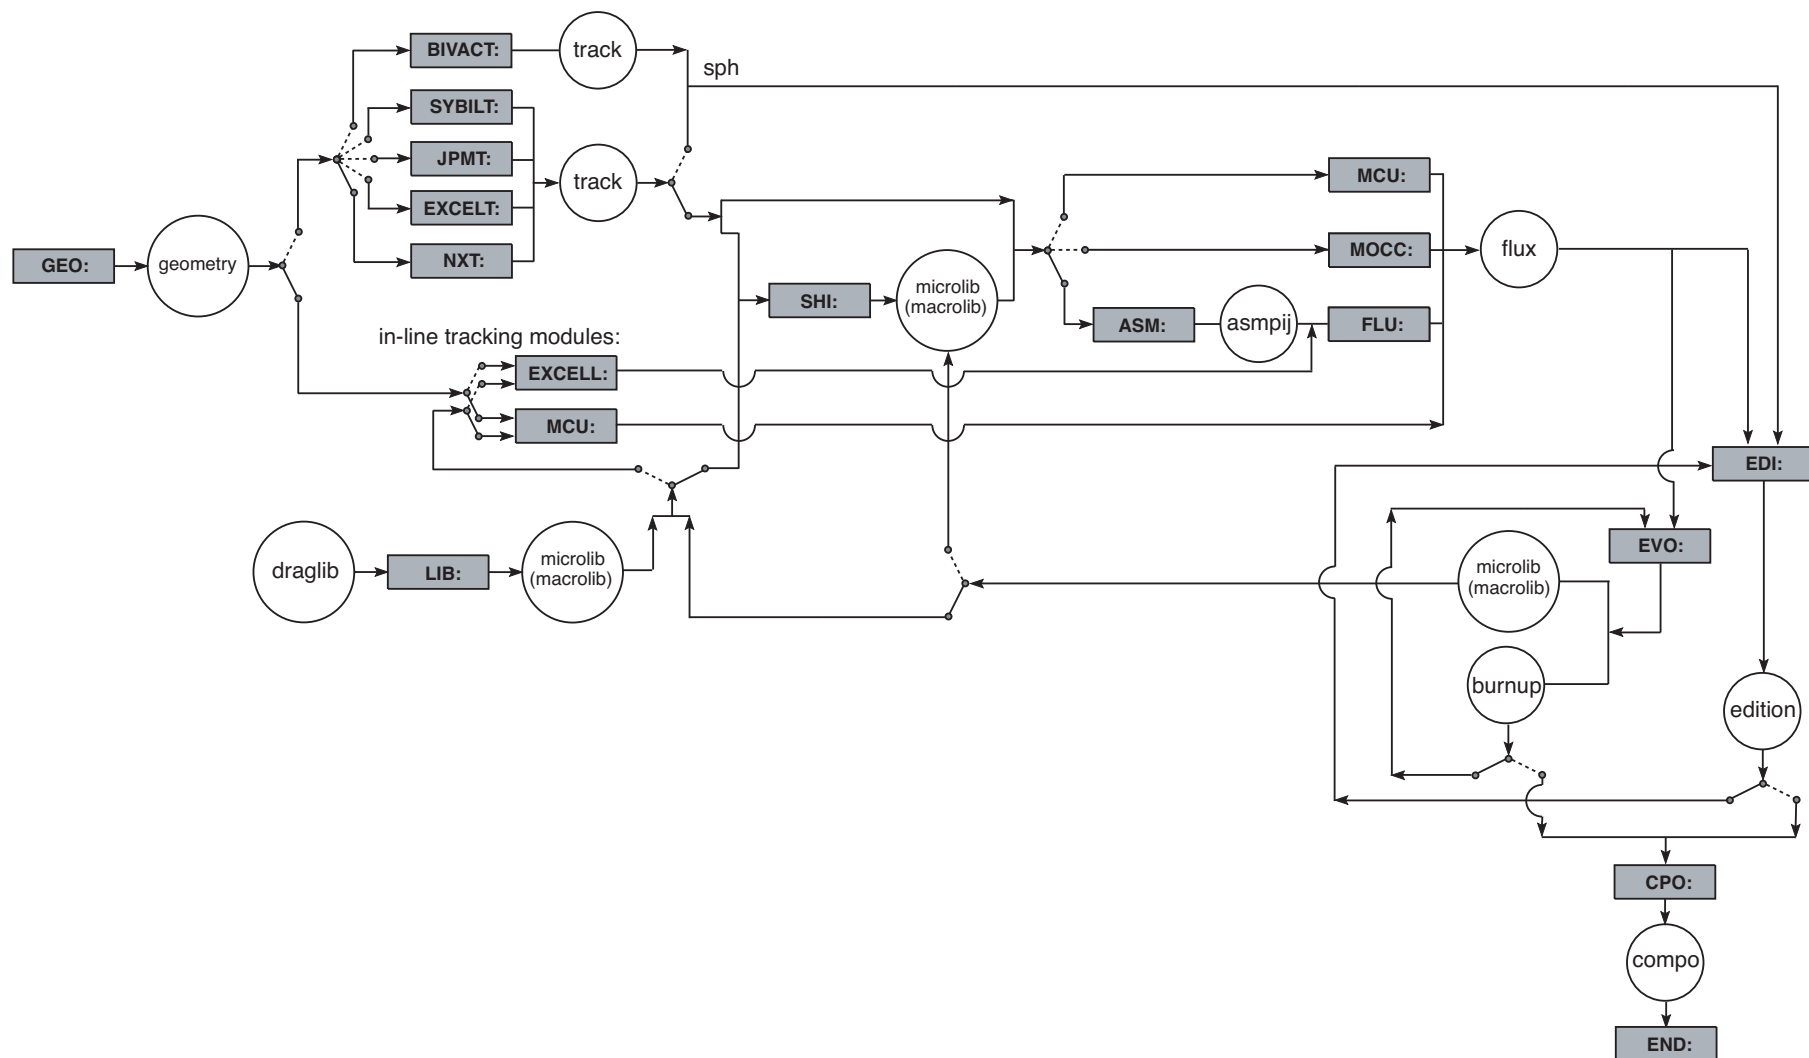 BIVACT:
track
sph
SYBILT:
JPMT:
track
MCU:
EXCELT:
GEO:
geometry
NXT:
MOCC:
flux
SHI:
microlib
(macrolib)
ASM:
asmpij
FLU:
in-line tracking modules:
EXCELL:
MCU:
EDI:
draglib
LIB:
microlib
(macrolib)
EVO:
microlib
(macrolib)
burnup
edition
CPO:
compo
END: